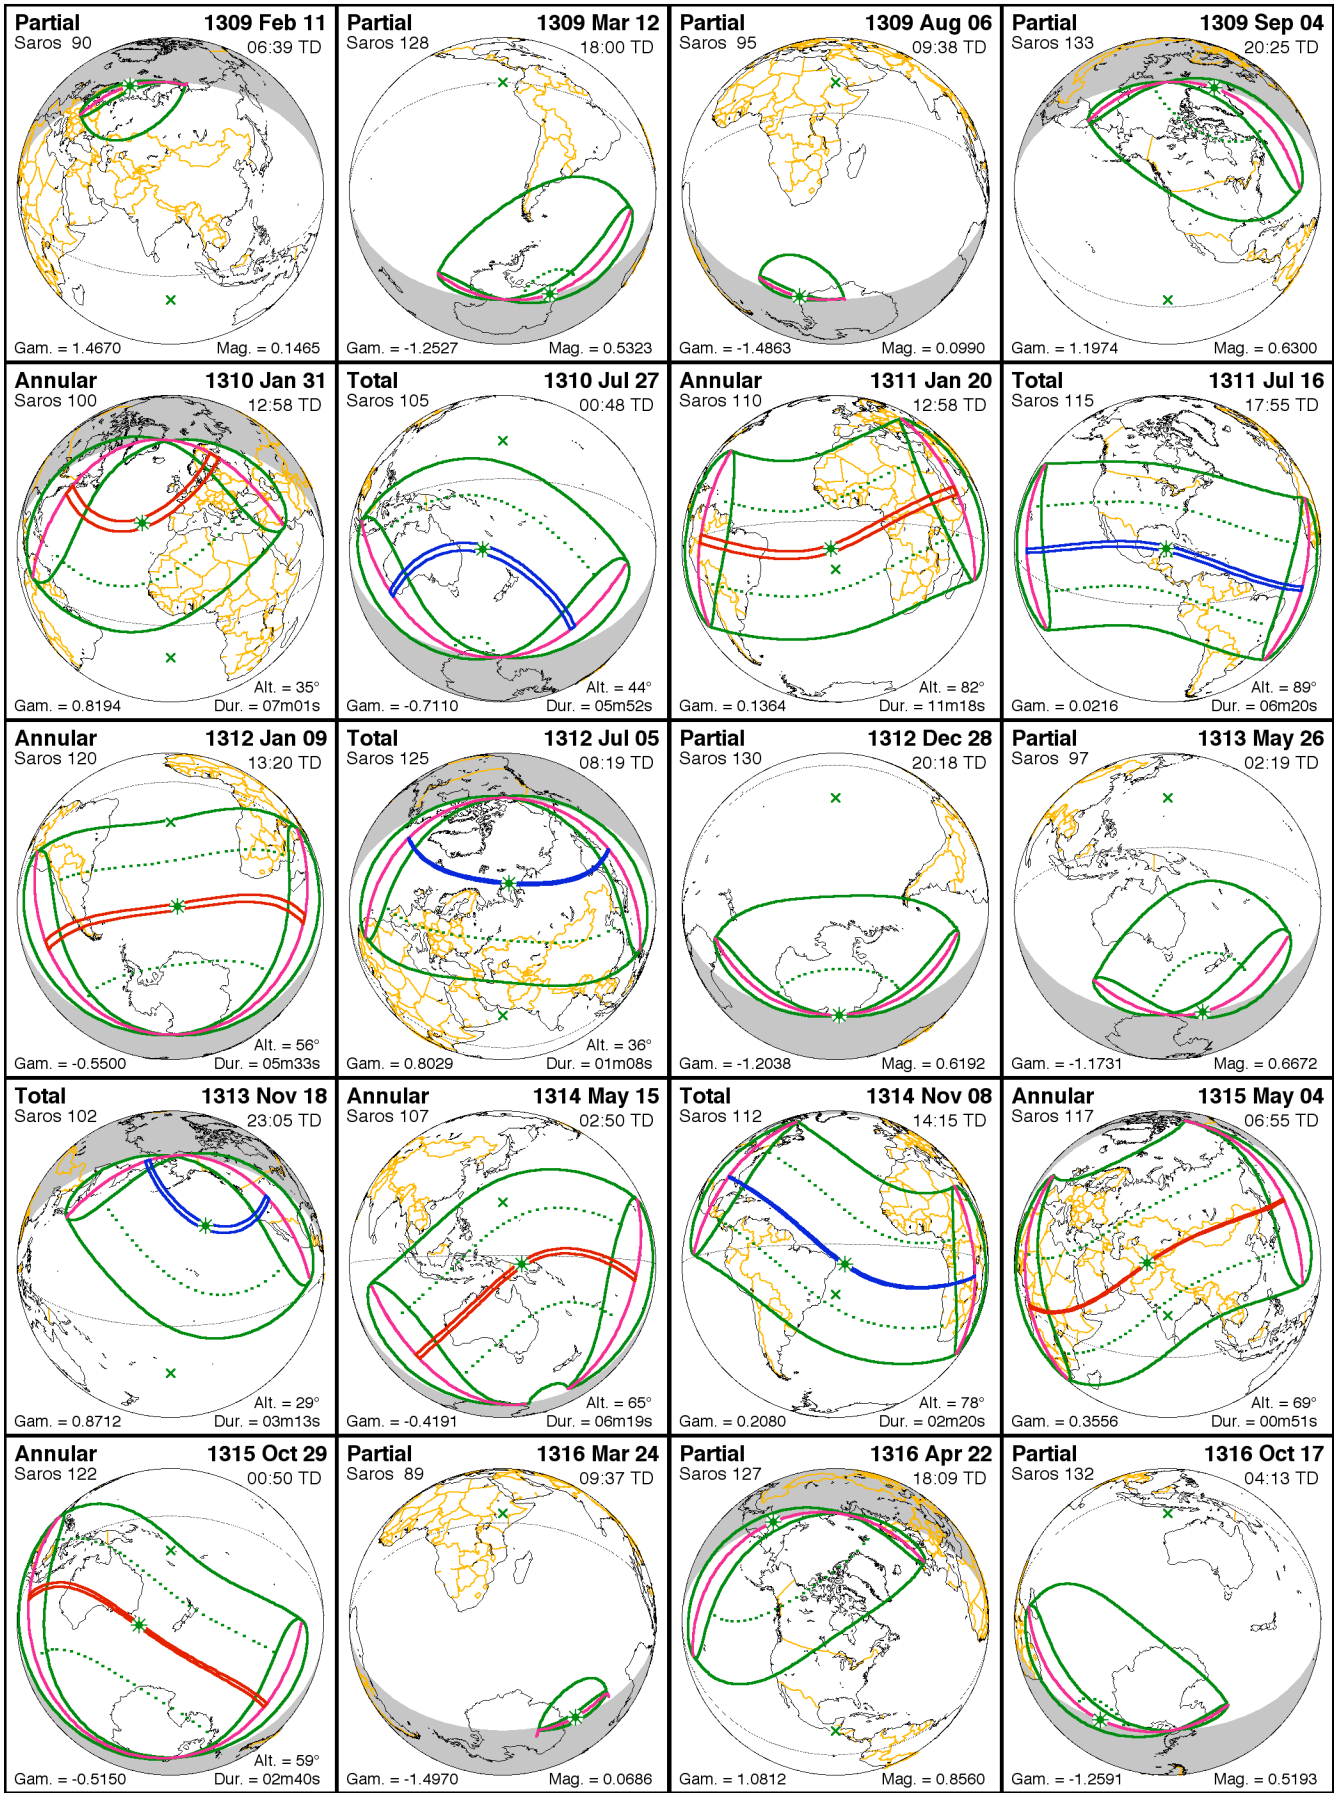 Partial 1309 Feb 11
Saros 90 06:39 TD
Gam. = 1.4670 Mag. = 0.1465
Partial 1309 Mar 12
Saros 128 18:00 TD
Gam. = -1.2527 Mag. = 0.5323
Partial 1309 Aug 06
Saros 95 09:38 TD
Gam. = -1.4863 Mag. = 0.0990
Partial 1309 Sep 04
Saros 133 20:25 TD
Gam. = 1.1974 Mag. = 0.6300
Annular 1310 Jan 31
Saros 100 12:58 TD
Alt. = 35°
Gam. = 0.8194 Dur. = 07m01s
Total 1310 Jul 27
Saros 105 00:48 TD
Alt. = 44°
Gam. = -0.7110 Dur. = 05m52s
Annular 1311 Jan 20
Saros 110 12:58 TD
Alt. = 82°
Gam. = 0.1364 Dur. = 11m18s
Total 1311 Jul 16
Saros 115 17:55 TD
Alt. = 89°
Gam. = 0.0216 Dur. = 06m20s
Annular 1312 Jan 09
Saros 120 13:20 TD
Alt. = 56°
Gam. = -0.5500 Dur. = 05m33s
Total 1312 Jul 05
Saros 125 08:19 TD
Alt. = 36°
Gam. = 0.8029 Dur. = 01m08s
Partial 1312 Dec 28
Saros 130 20:18 TD
Gam. = -1.2038 Mag. = 0.6192
Partial 1313 May 26
Saros 97 02:19 TD
Gam. = -1.1731 Mag. = 0.6672
Total 1313 Nov 18
Saros 102 23:05 TD
Alt. = 29°
Gam. = 0.8712 Dur. = 03m13s
Annular 1314 May 15
Saros 107 02:50 TD
Alt. = 65°
Gam. = -0.4191 Dur. = 06m19s
Total 1314 Nov 08
Saros 112 14:15 TD
Alt. = 78°
Gam. = 0.2080 Dur. = 02m20s
Annular 1315 May 04
Saros 117 06:55 TD
Alt. = 69°
Gam. = 0.3556 Dur. = 00m51s
Annular 1315 Oct 29
Saros 122 00:50 TD
Alt. = 59°
Gam. = -0.5150 Dur. = 02m40s
Partial 1316 Mar 24
Saros 89 09:37 TD
Gam. = -1.4970 Mag. = 0.0686
Partial 1316 Apr 22
Saros 127 18:09 TD
Gam. = 1.0812 Mag. = 0.8560
Partial 1316 Oct 17
Saros 132 04:13 TD
Gam. = -1.2591 Mag. = 0.5193